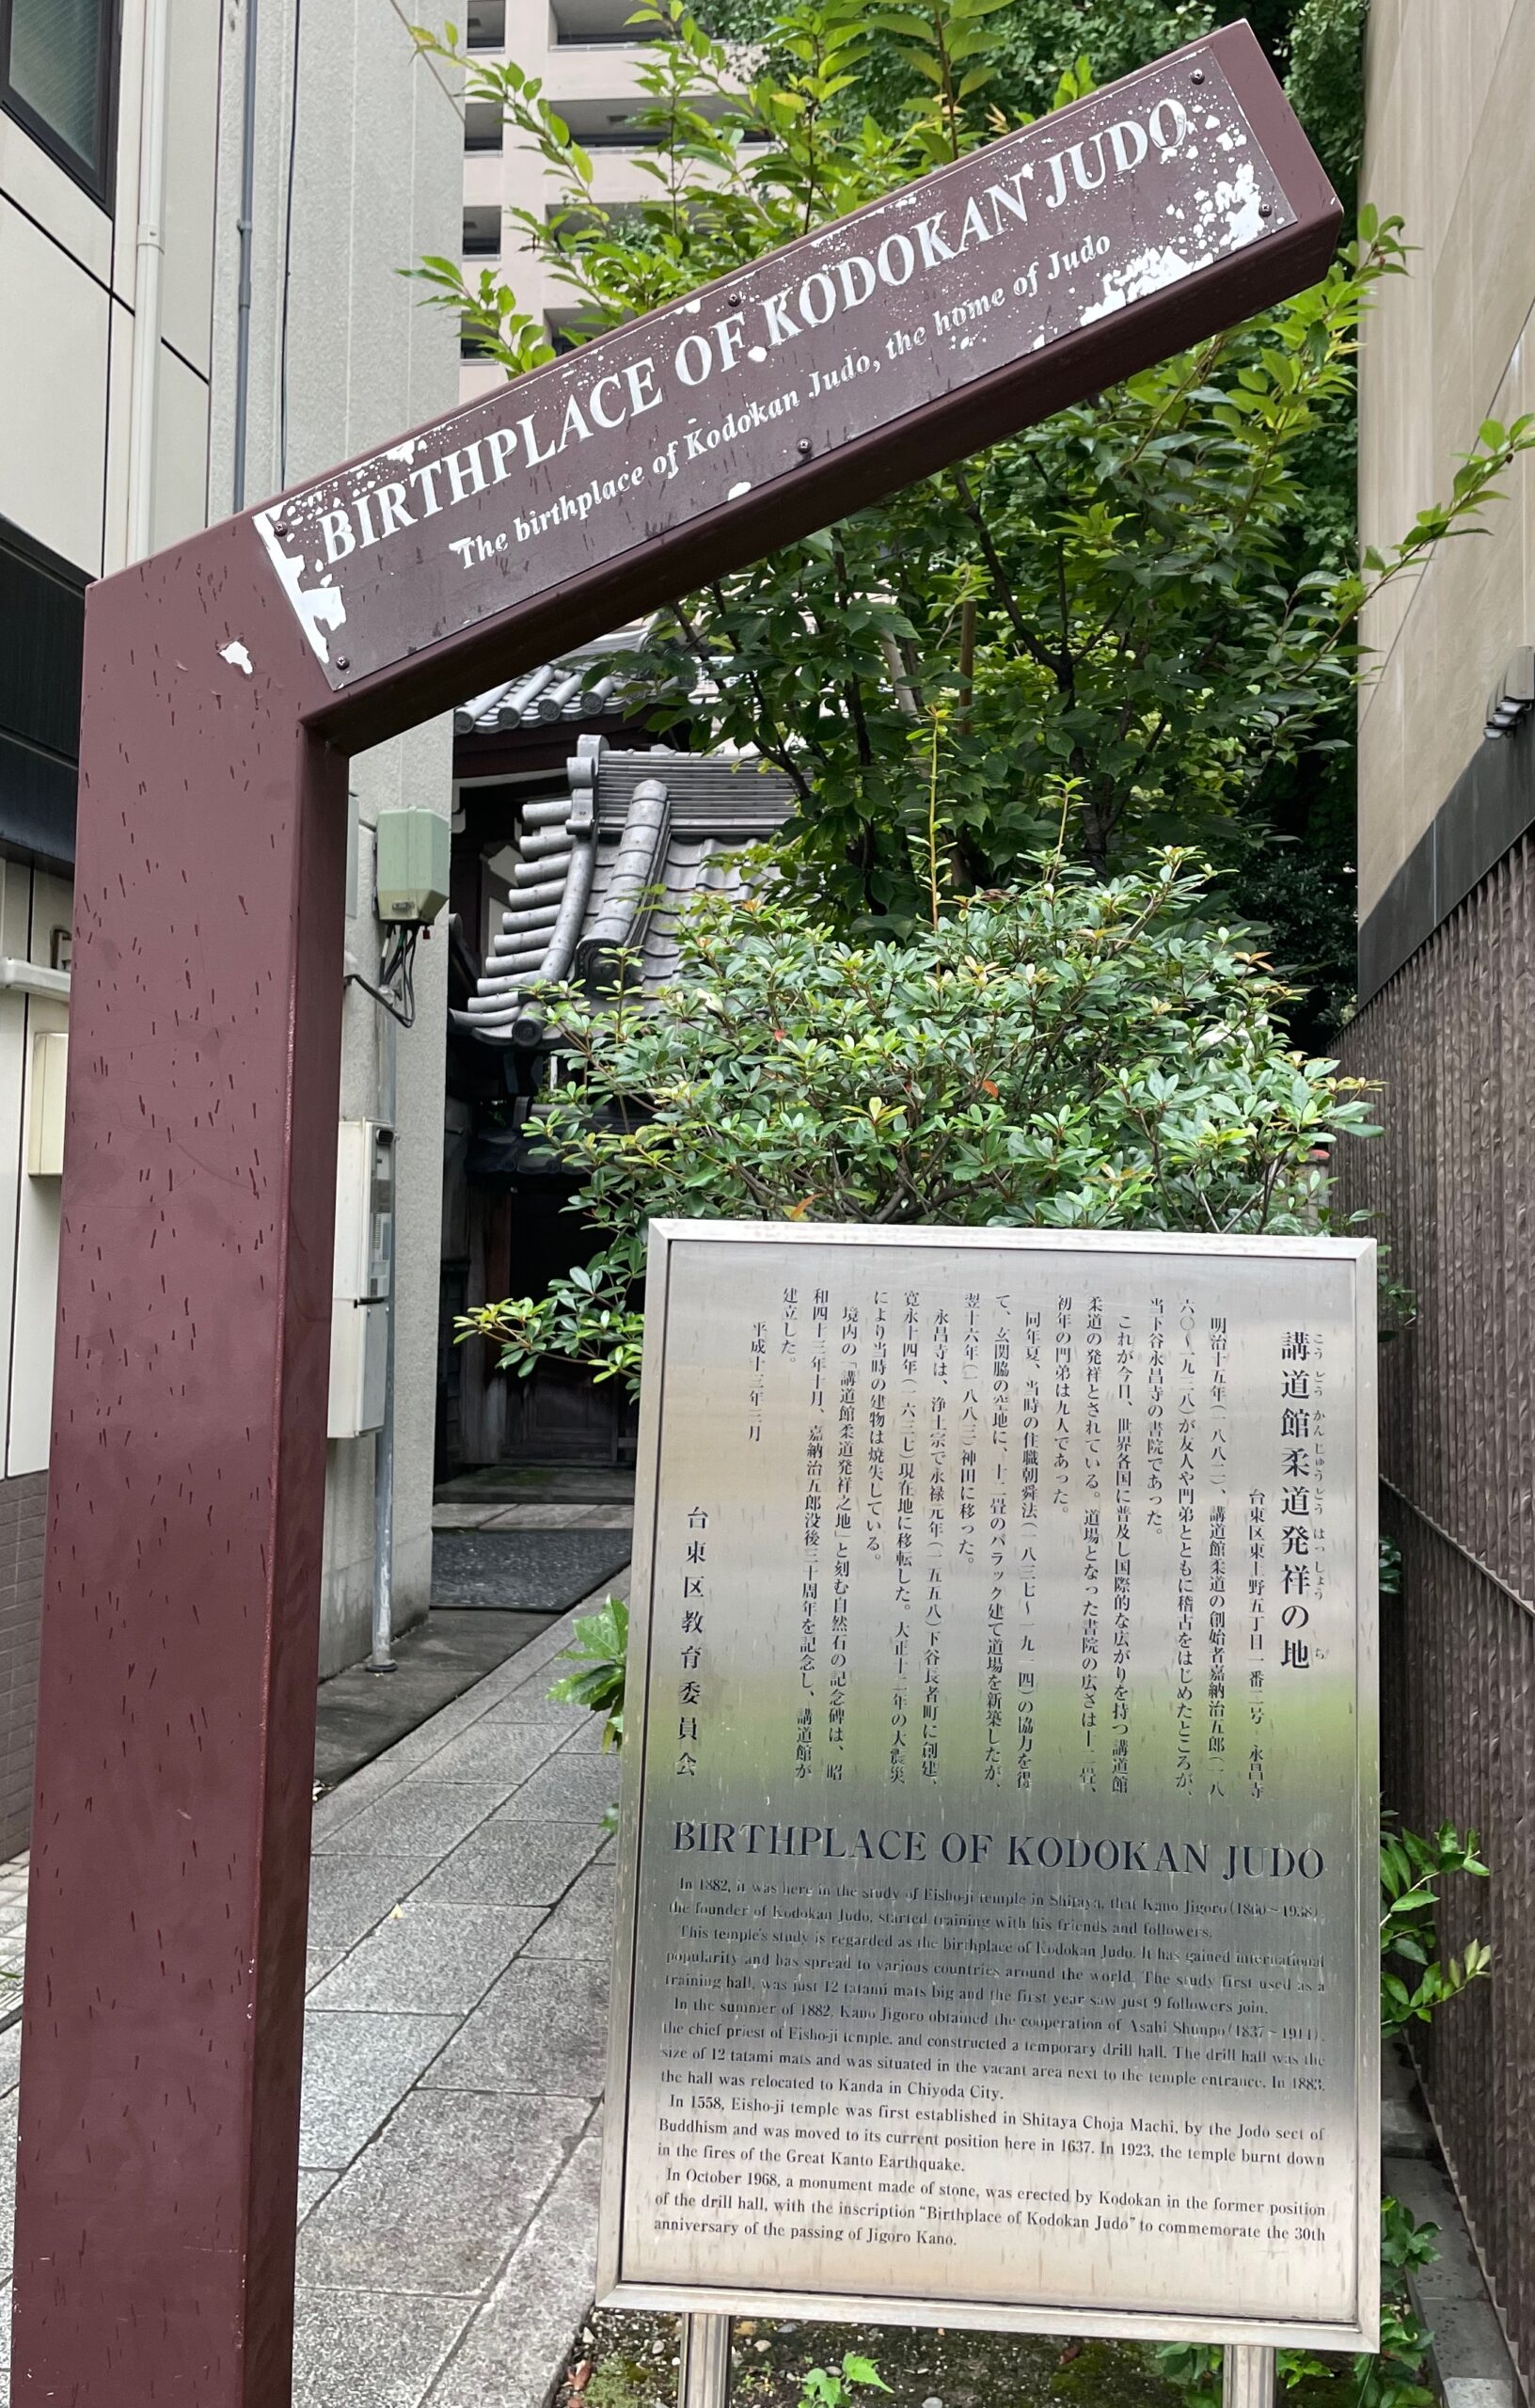 BIRTHPLACE OF KODOKAN JUDO
The birthplace of Kodokan Judo, the home of Judo
講道館柔道発祥の地
こうどうかんじゅうどうはっしょう ち
台東区東上野五丁目一番二号 永昌寺
明治十五年(一八八二)、講道館柔道の創始者嘉納治五郎(一八
六〇〜一九三八)が友人や門弟とともに稽古をはじめたところが、
当下谷永昌寺の書院であった。
これが今日、世界各国に普及し国際的な広がりを持つ講道館
柔道の発祥とされている。道場となった書院の広さは十二畳、
初年の門弟は九人であった。
同年夏、当時の住職朝舜法(一八三七〜一九一四)の協力を得
て、玄関脇の空地に、十二畳のバラック建て道場を新築したが、
翌十六年(一八八三)神田に移った。
永昌寺は、浄土宗で永禄元年(一五五八)下谷長者町に創建、
寛永十四年(一六三七)現在地に移転した。大正十二年の大震災
により当時の建物は焼失している。
境内の「講道館柔道発祥之地」と刻む自然石の記念碑は、昭
和四十三年十月、嘉納治五郎没後三十周年を記念し、講道館が
建立した。
平成十三年三月
台東区教育委員会
BIRTHPLACE OF KODOKAN JUDO
In 1882, it was here in the study of Eisho-ji temple in Shitaya, that Kano Jigoro (1860~1938),
the founder of Kodokan Judo, started training with his friends and followers.
This temple's study is regarded as the birthplace of Kodokan Judo. It has gained international
popularity and has spread to various countries around the world. The study first used as a
training hall, was just 12 tatami mats big and the first year saw just 9 followers join.
In the summer of 1882, Kano Jigoro obtained the cooperation of Asahi Shunpo (1837~1914),
the chief priest of Eisho-ji temple, and constructed a temporary drill hall. The drill hall was the
size of 12 tatami mats and was situated in the vacant area next to the temple entrance. In 1883,
the hall was relocated to Kanda in Chiyoda City.
In 1558, Eisho-ji temple was first established in Shitaya Choja Machi, by the Jodo sect of
Buddhism and was moved to its current position here in 1637. In 1923, the temple burnt down
in the fires of the Great Kanto Earthquake.
In October 1968, a monument made of stone, was erected by Kodokan in the former position
of the drill hall, with the inscription "Birthplace of Kodokan Judo" to commemorate the 30th
anniversary of the passing of Jigoro Kano.